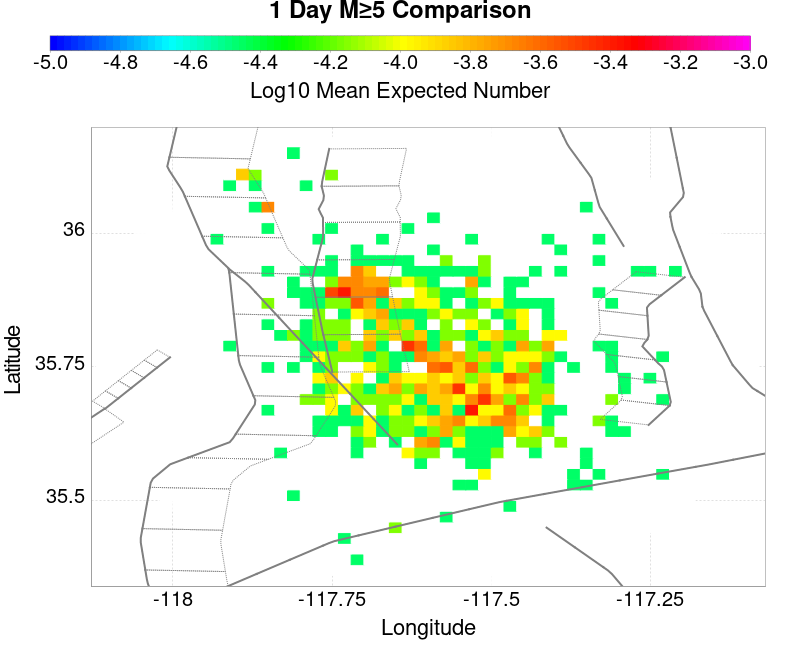 1 Day M≥5 Comparison
-5.0 -4.8 -4.6 -4.4 -4.2 -4.0 -3.8 -3.6 -3.4 -3.2 -3.0
Log10 Mean Expected Number
36
35.75
35.5
Latitude
-118 -117.75 -117.5 -117.25
Longitude